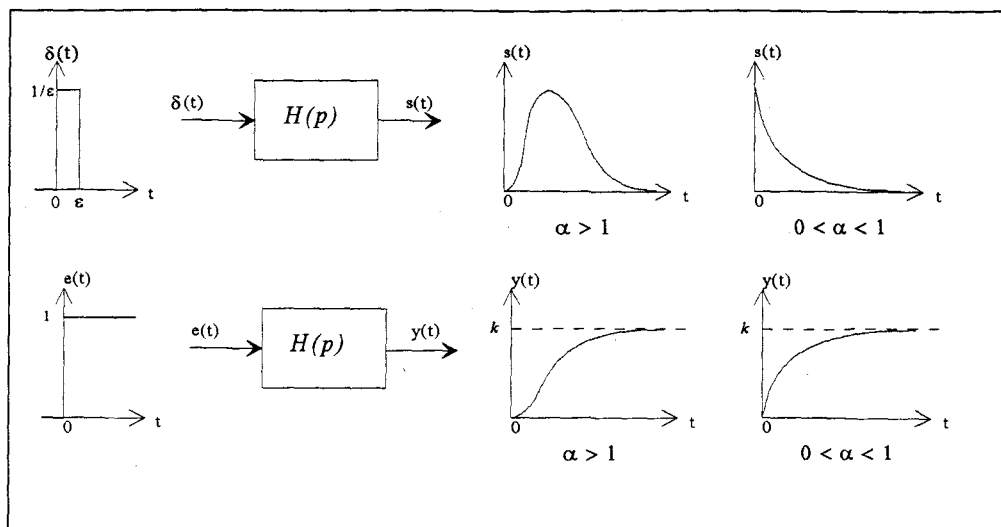 δ(t)
1/ε
0 ε t
δ(t)
H(p)
s(t)
s(t)
0 t
α > 1
s(t)
0 t
0 < α < 1
e(t)
1
0 t
e(t)
H(p)
y(t)
y(t)
k
0 t
α > 1
y(t)
k
0 t
0 < α < 1